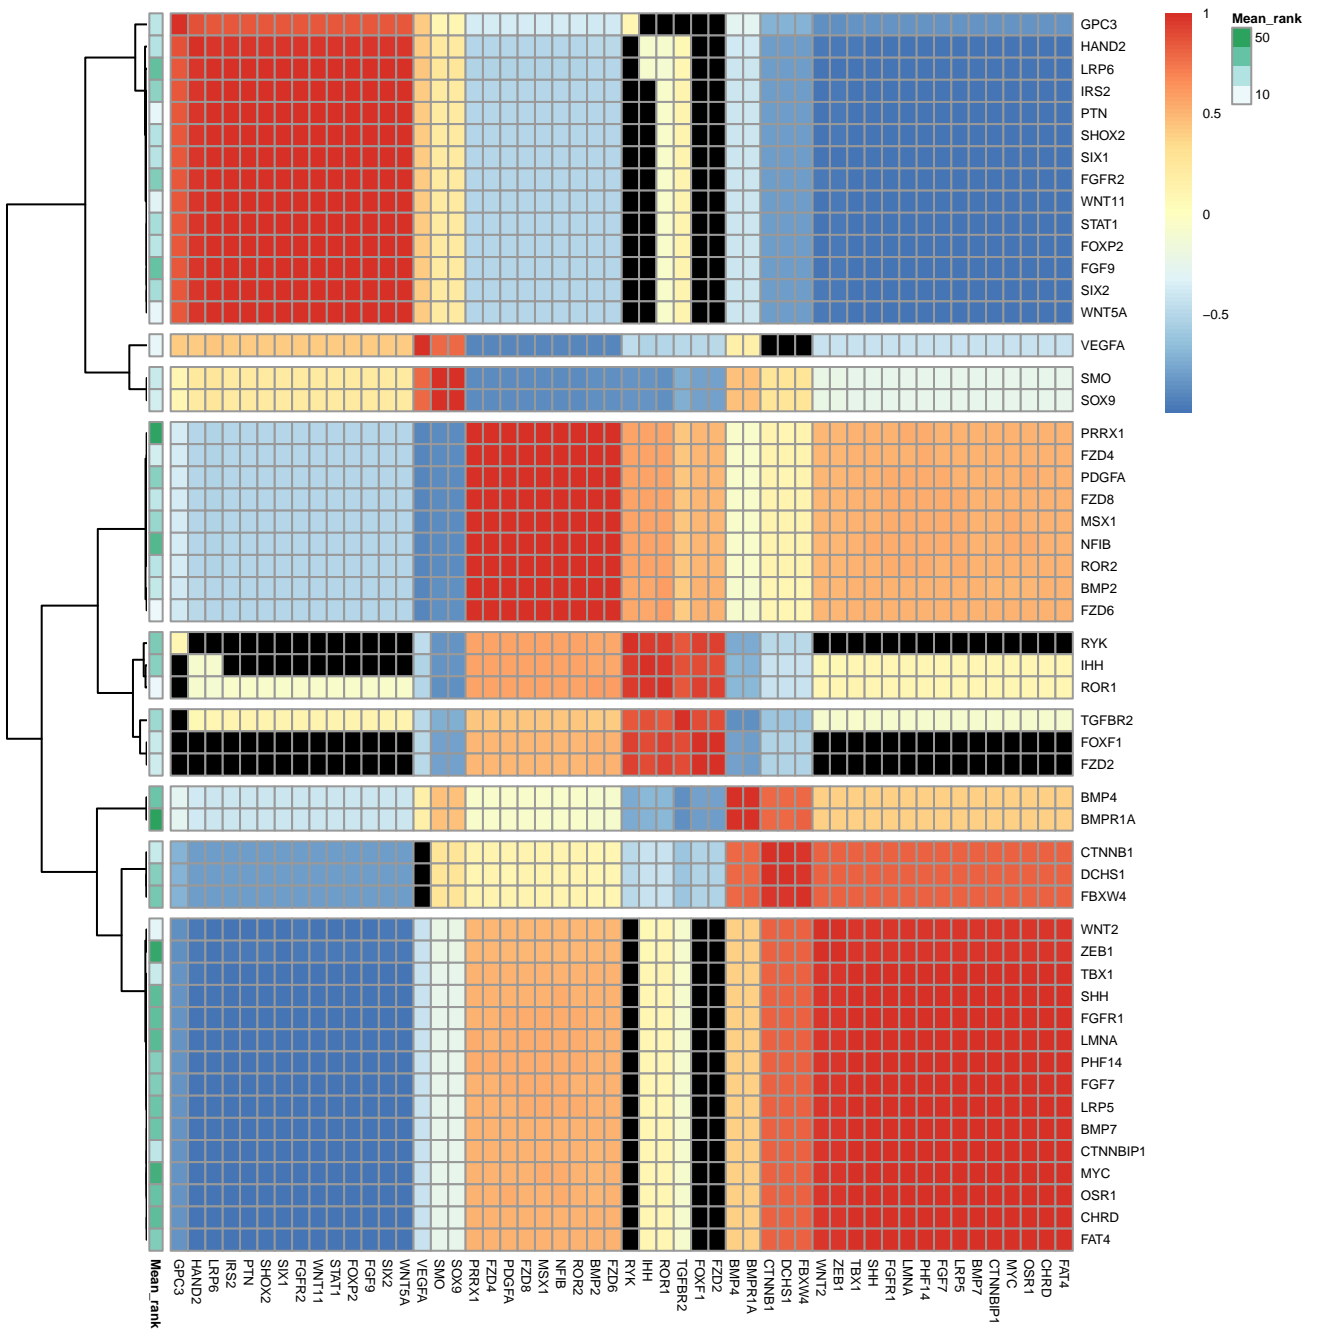 GPC3
HAND2
LRP6
IRS2
PTN
SHOX2
SIX1
FGFR2
WNT11
STAT1
FOXP2
FGF9
SIX2
WNT5A
VEGFA
SMO
SOX9
PRRX1
FZD4
PDGFA
FZD8
MSX1
NFIB
ROR2
BMP2
FZD6
RYK
IHH
ROR1
TGFBR2
FOXF1
FZD2
BMP4
BMPR1A
CTNNB1
DCHS1
FBXW4
WNT2
ZEB1
TBX1
SHH
FGFR1
LMNA
PHF14
FGF7
LRP5
BMP7
CTNNBIP1
MYC
OSR1
CHRD
FAT4
1
0.5
0
−0.5
Mean_rank
50
10
Mean_rank
GPC3
HAND2
LRP6
IRS2
PTN
SHOX2
SIX1
FGFR2
WNT11
STAT1
FOXP2
FGF9
SIX2
WNT5A
VEGFA
SMO
SOX9
PRRX1
FZD4
PDGFA
FZD8
MSX1
NFIB
ROR2
BMP2
FZD6
RYK
IHH
ROR1
TGFBR2
FOXF1
FZD2
BMP4
BMPR1A
CTNNB1
DCHS1
FBXW4
WNT2
ZEB1
TBX1
SHH
FGFR1
LMNA
PHF14
FGF7
LRP5
BMP7
CTNNBIP1
MYC
OSR1
CHRD
FAT4